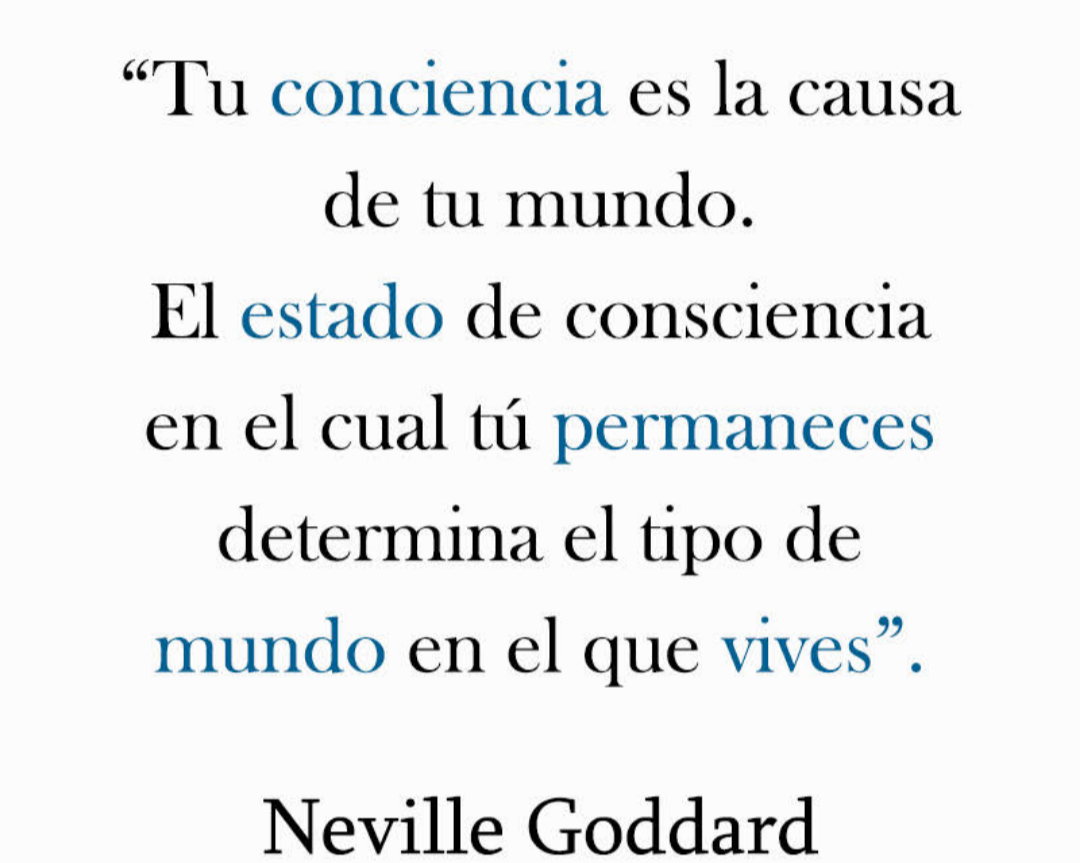 “Tu conciencia es la causa
de tu mundo.
El estado de consciencia
en el cual tú permaneces
determina el tipo de
mundo en el que vives”.
Neville Goddard